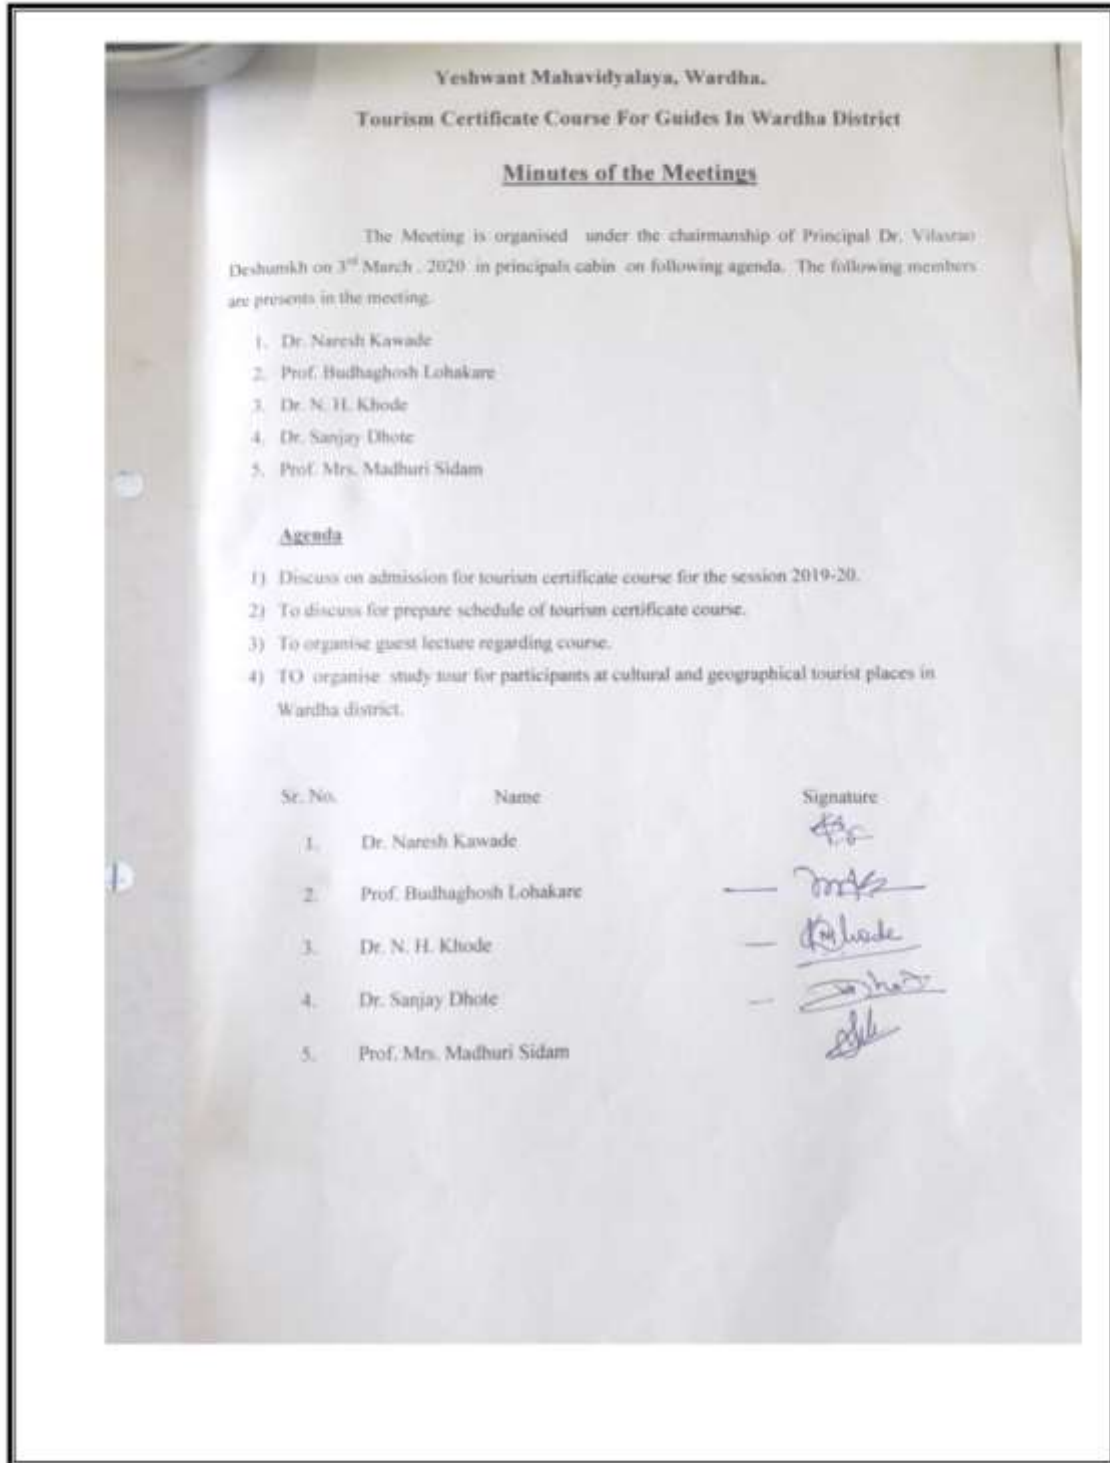 Yeshwant Mahavidyalaya, Wardha.
Tourism Certificate Course For Guides In Wardha District
Minutes of the Meetings
The Meeting is organised under the chairmanship of Principal Dr. Vilasrao
Deshumkh on 3rd March . 2020 in principals cabin on following agenda. The following members
are presents in the meeting.
1. Dr. Naresh Kawade
2. Prof. Budhaghosh Lohakare
3. Dr. N. H. Khode
4. Dr. Sanjay Dhote
5. Prof. Mrs. Madhuri Sidam
Agenda
1) Discuss on admission for tourism certificate course for the session 2019-20.
2) To discuss for prepare schedule of tourism certificate course.
3) To organise guest lecture regarding course.
4) TO organise study tour for participants at cultural and geographical tourist places in
Wardha district.
Sr. No. Name Signature
1. Dr. Naresh Kawade
2. Prof. Budhaghosh Lohakare
3. Dr. N. H. Khode
4. Dr. Sanjay Dhote
5. Prof. Mrs. Madhuri Sidam